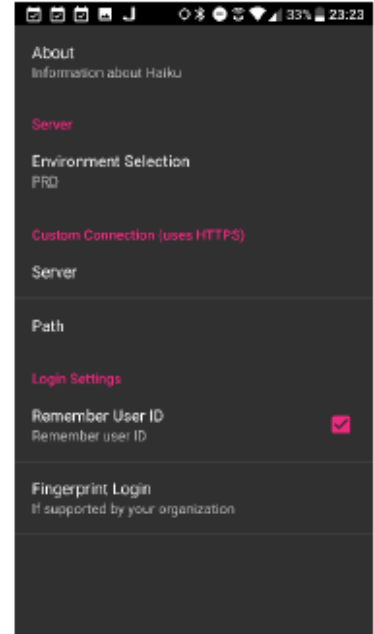 33% 23:23
About
Information about Haiku
Server
Environment Selection
PRD
Custom Connection (uses HTTPS)
Server
Path
Login Settings
Remember User ID
Remember user ID
Fingerprint Login
If supported by your organization